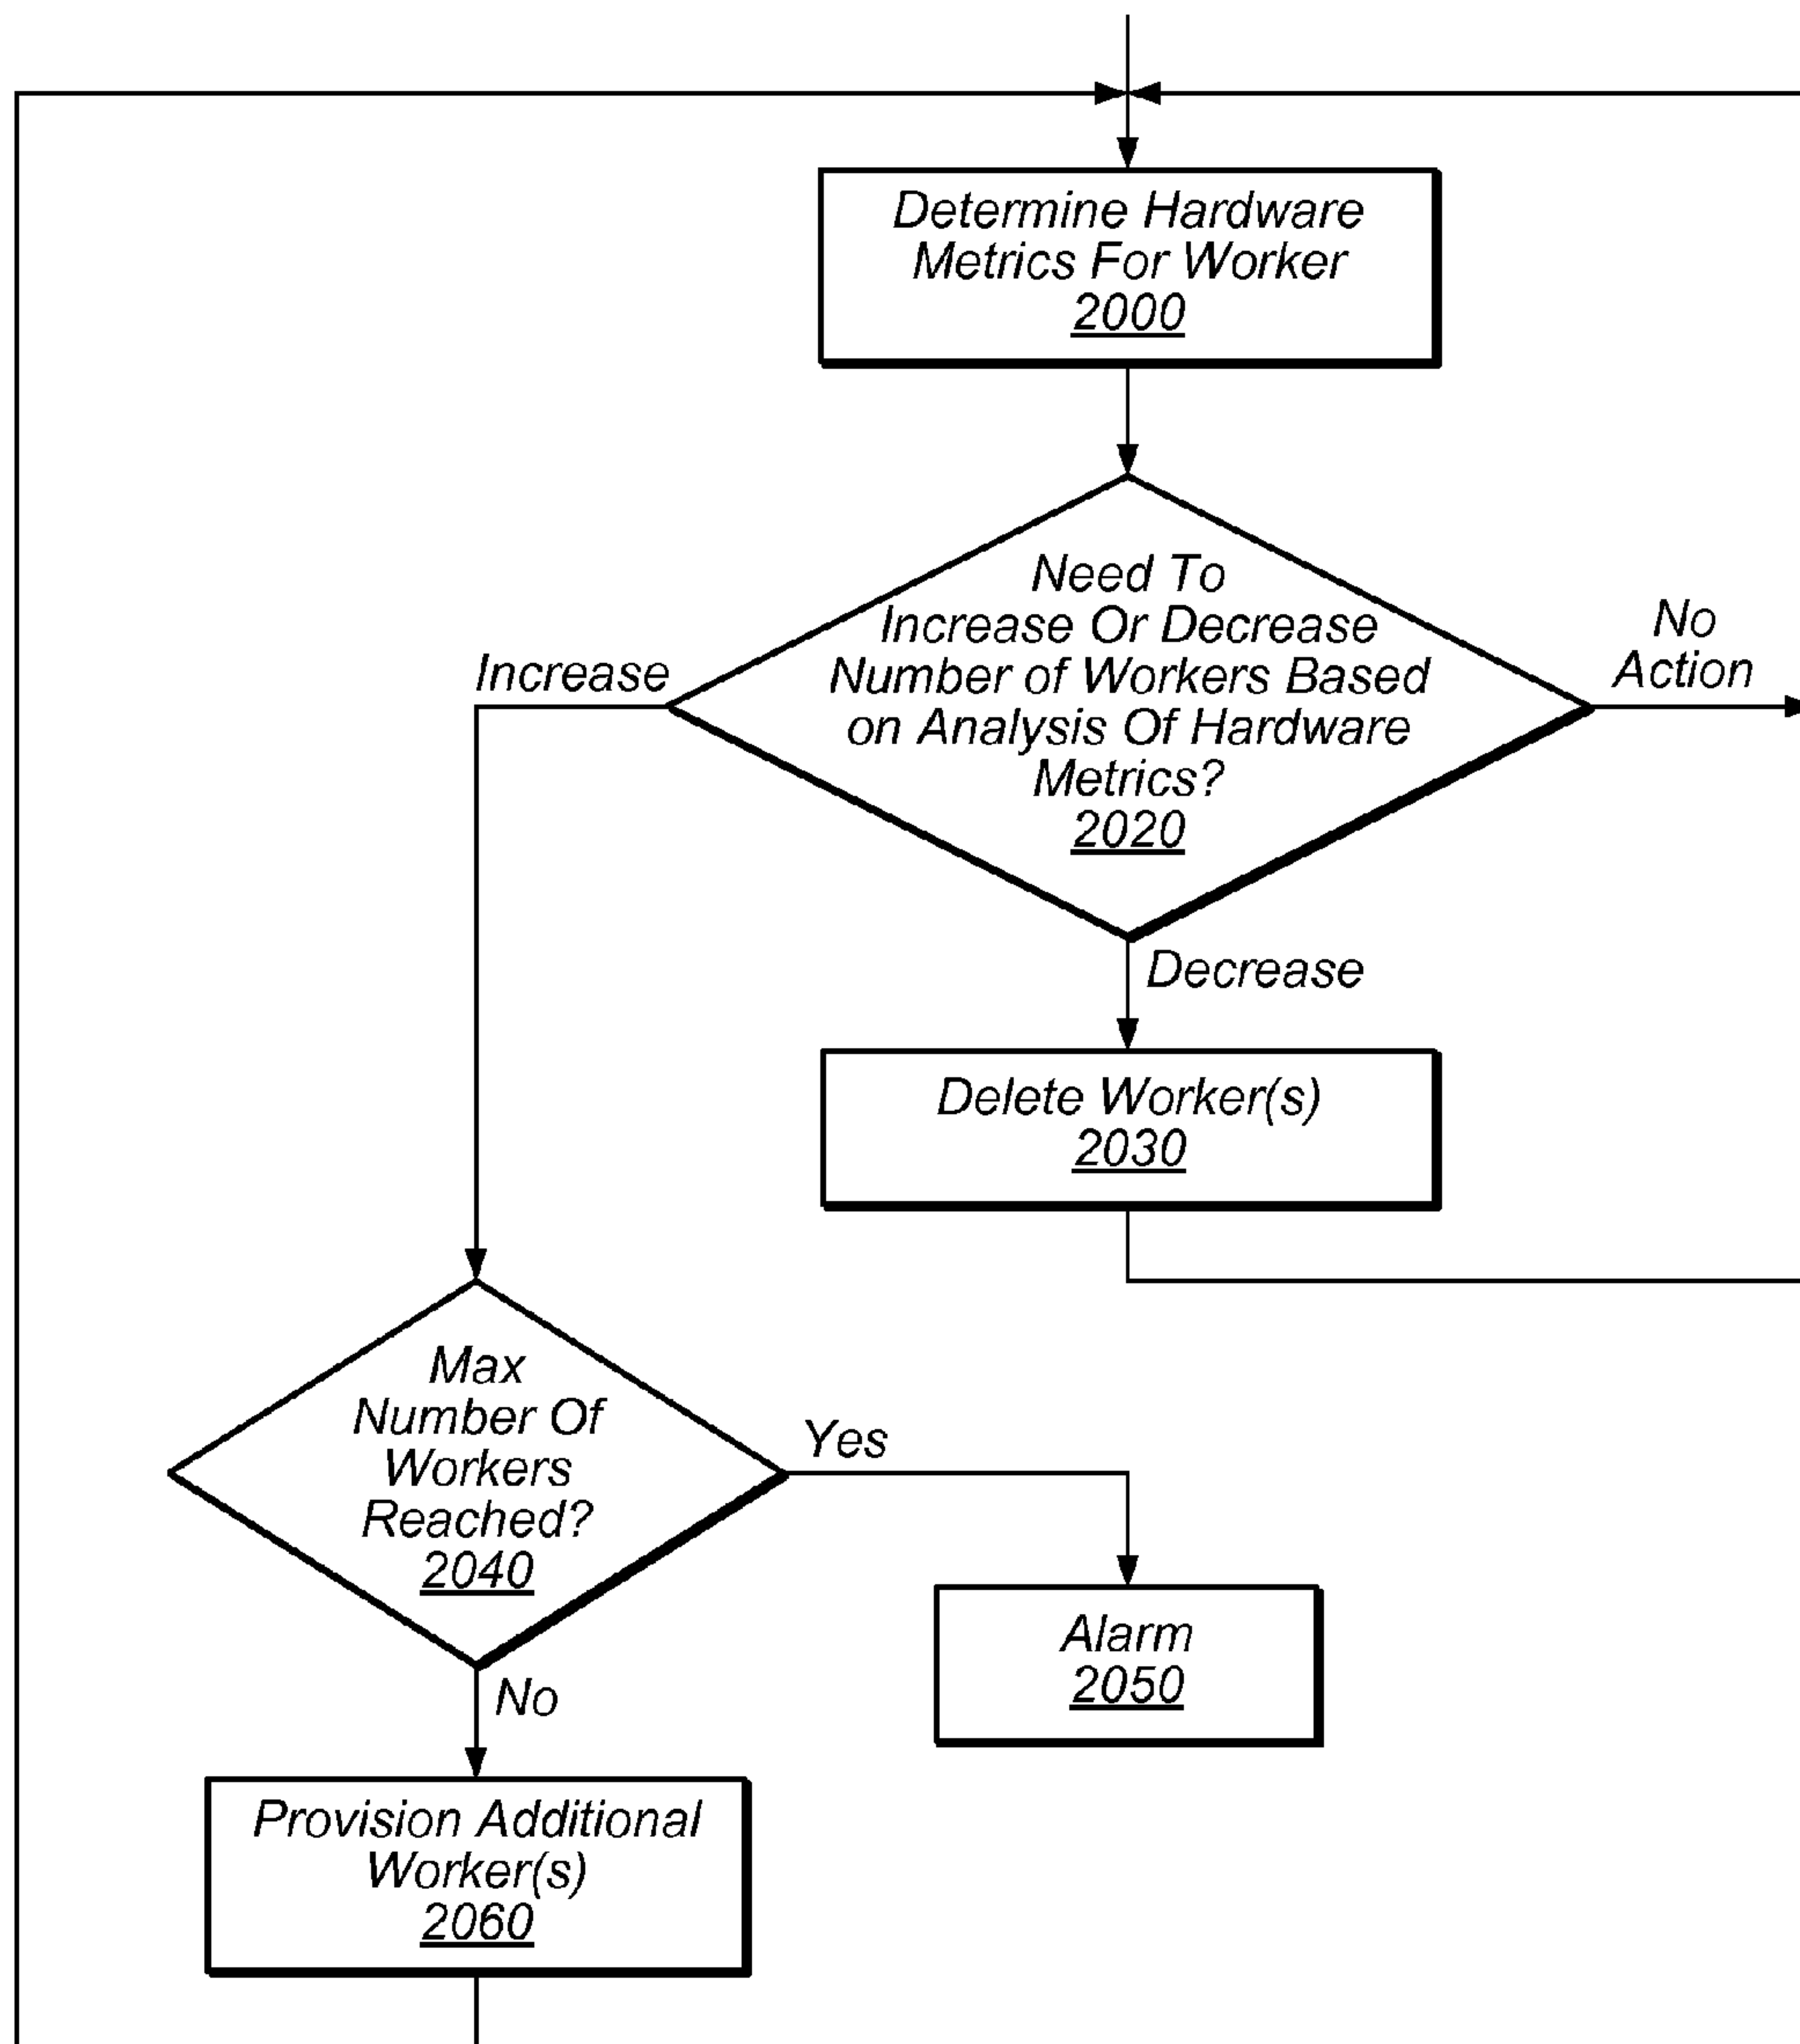 Determine Hardware
Metrics For Worker
2000
Need To
Increase Or Decrease
Number of Workers Based
on Analysis Of Hardware
Metrics?
2020
Increase
No
Action
Decrease
Delete Worker(s)
2030
Max
Number Of
Workers
Reached?
2040
Yes
Alarm
2050
No
Provision Additional
Worker(s)
2060